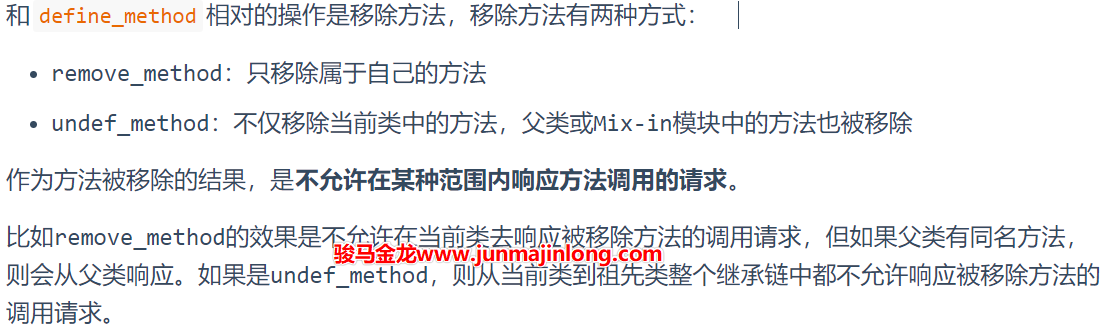 和 define_method 相对的操作是移除方法，移除方法有两种方式：
• remove_method：只移除属于自己的方法
• undef_method：不仅移除当前类中的方法，父类或Mix-in模块中的方法也被移除
作为方法被移除的结果，是不允许在某种范围内响应方法调用的请求。
比如remove_method的效果是不允许在当前类去响应被移除方法的调用请求，但如果父类有同名方法，
骏马金龙www.junmajinlong.com
则会从父类响应。如果是undef_method，则从当前类到祖先类整个继承链中都不允许响应被移除方法的
调用请求。